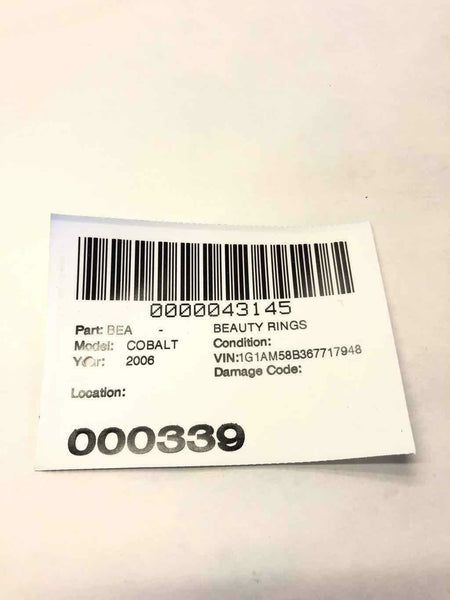 0000043145
Part: BEA - BEAUTY RINGS
Model: COBALT Condition:
Year: 2006 VIN:1G1AM58B367717948
Damage Code:
Location:
000339